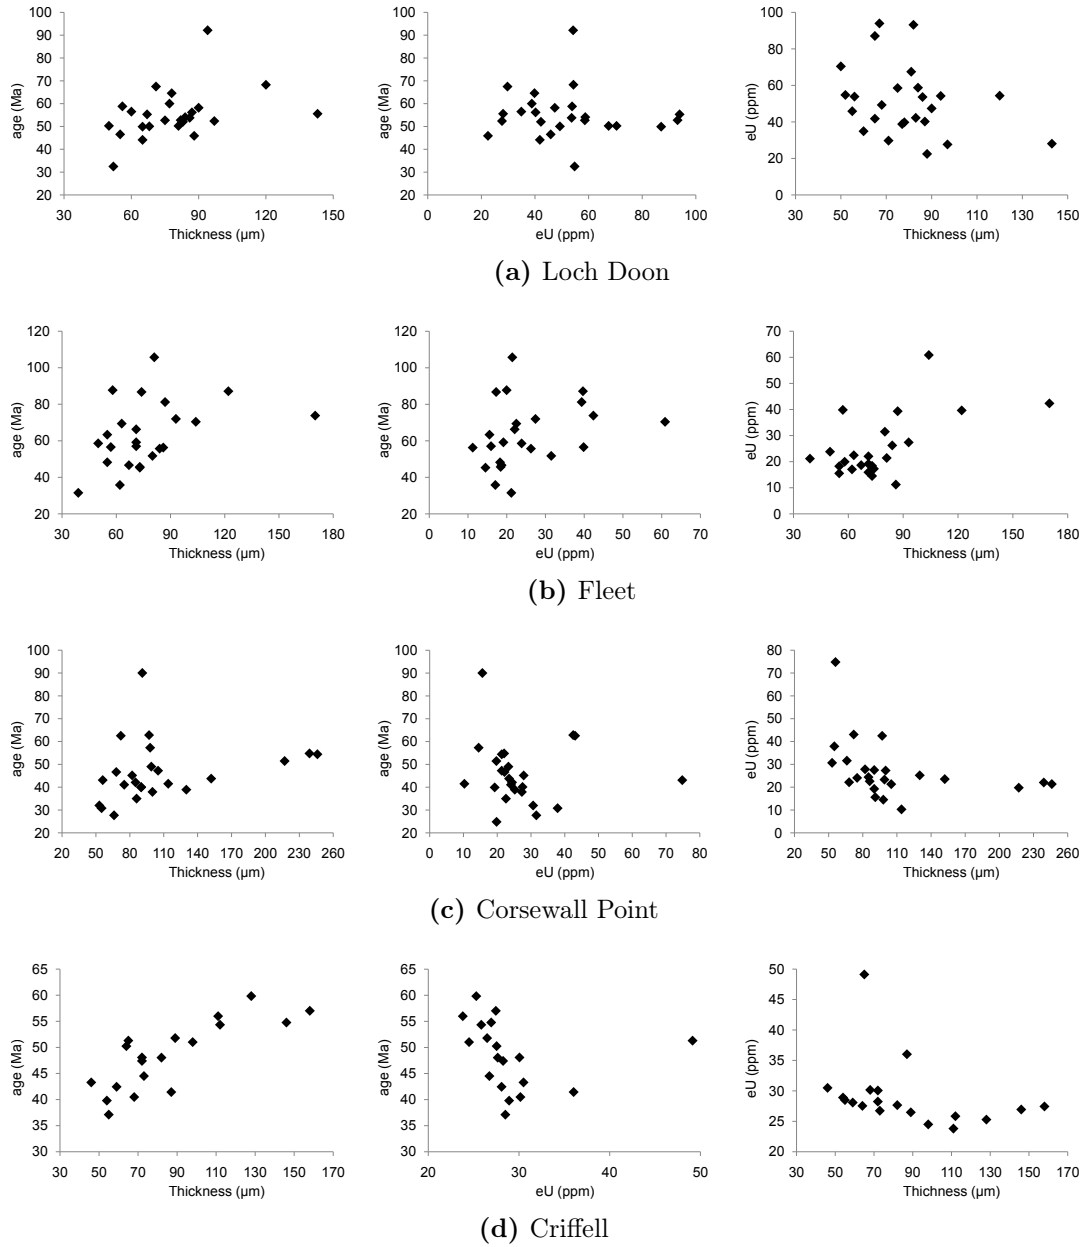 100
90
80
70
60
50
40
30
20
age (Ma)
30 60 90 120 150
Thickness (μm)
100
90
80
70
60
50
40
30
20
age (Ma)
0 20 40 60 80 100
eU (ppm)
100
80
60
40
20
0
eU (ppm)
30 50 70 90 110 130 150
Thickness (μm)
(a) Loch Doon
120
100
80
60
40
20
age (Ma)
30 60 90 120 150 180
Thickness (μm)
120
100
80
60
40
20
age (Ma)
0 10 20 30 40 50 60 70
eU (ppm)
70
60
50
40
30
20
10
0
eU (ppm)
30 60 90 120 150 180
Thickness (μm)
(b) Fleet
100
90
80
70
60
50
40
30
20
age (Ma)
20 50 80 110 140 170 200 230 260
Thickness (μm)
100
90
80
70
60
50
40
30
20
age (Ma)
0 10 20 30 40 50 60 70 80
eU (ppm)
80
70
60
50
40
30
20
10
0
eU (ppm)
20 50 80 110 140 170 200 230 260
Thickness (μm)
(c) Corsewall Point
65
60
55
50
45
40
35
30
age (Ma)
30 50 70 90 110 130 150 170
Thickness (μm)
65
60
55
50
45
40
35
30
age (Ma)
20 30 40 50
eU (ppm)
50
45
40
35
30
25
20
eU (ppm)
30 50 70 90 110 130 150 170
Thichness (μm)
(d) Criffell